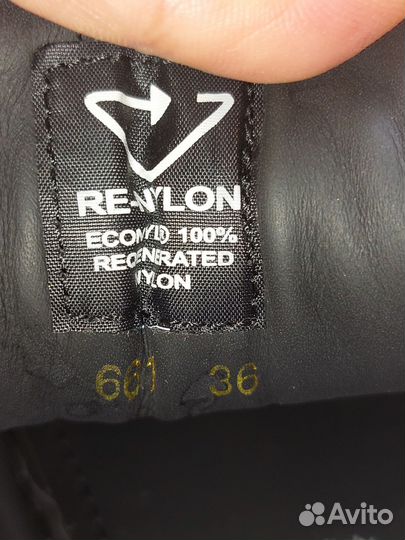 RE-NYLON
ECONYL® 100%
REGENERATED
NYLON
661 36
Avito